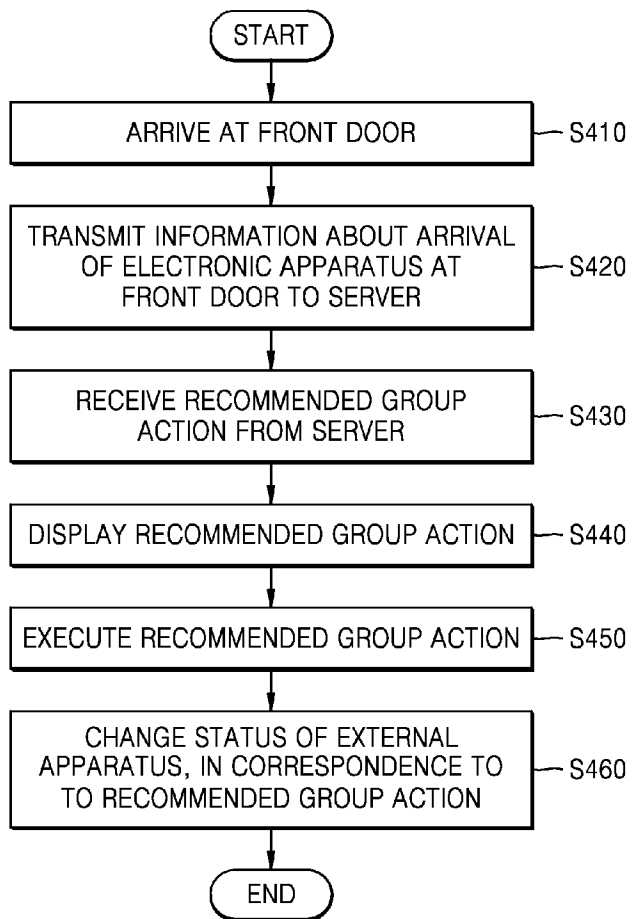 START
ARRIVE AT FRONT DOOR
S410
TRANSMIT INFORMATION ABOUT ARRIVAL
OF ELECTRONIC APPARATUS AT
FRONT DOOR TO SERVER
S420
RECEIVE RECOMMENDED GROUP
ACTION FROM SERVER
S430
DISPLAY RECOMMENDED GROUP ACTION
S440
EXECUTE RECOMMENDED GROUP ACTION
S450
CHANGE STATUS OF EXTERNAL
APPARATUS, IN CORRESPONDENCE TO
TO RECOMMENDED GROUP ACTION
S460
END